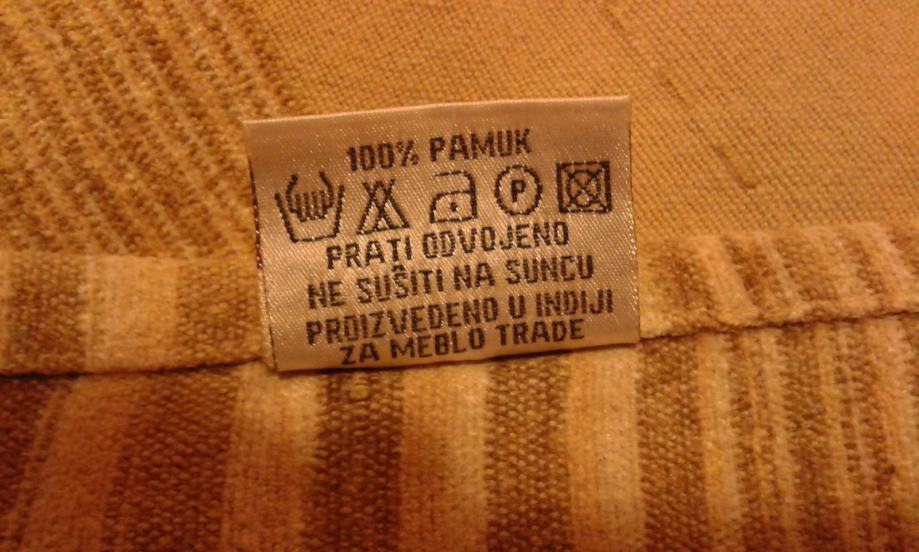 100% PAMUK
P
PRATI ODVOJENO
NE SUŠITI NA SUNCU
PROIZVEDENO U INDIJI
ZA MEBLO TRADE